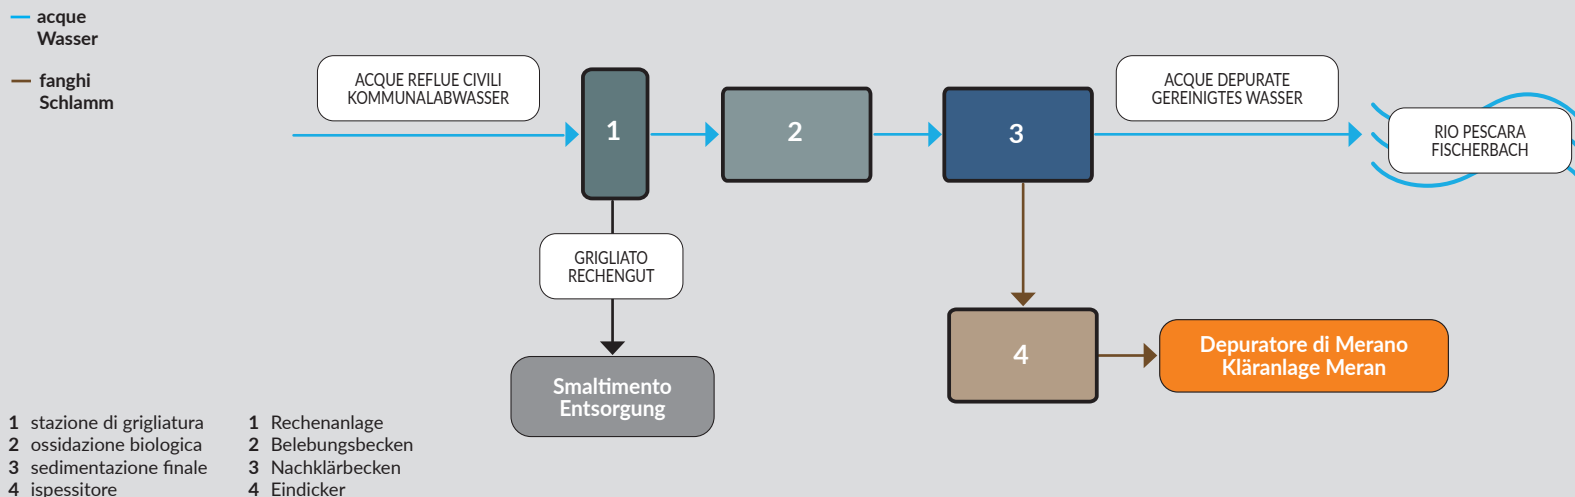 acque
Wasser
fanghi
Schlamm
ACQUE REFLUE CIVILI
KOMMUNALABWASSER
1
2
3
ACQUE DEPURATE
GEREINIGTES WASSER
RIO PESCARA
FISCHERBACH
GRIGLIATO
RECHENGUT
4
Depuratore di Merano
Kläranlage Meran
Smaltimento
Entsorgung
1 stazione di grigliatura
2 ossidazione biologica
3 sedimentazione finale
4 ispessitore
1 Rechenanlage
2 Belebungsbecken
3 Nachklärbecken
4 Eindicker